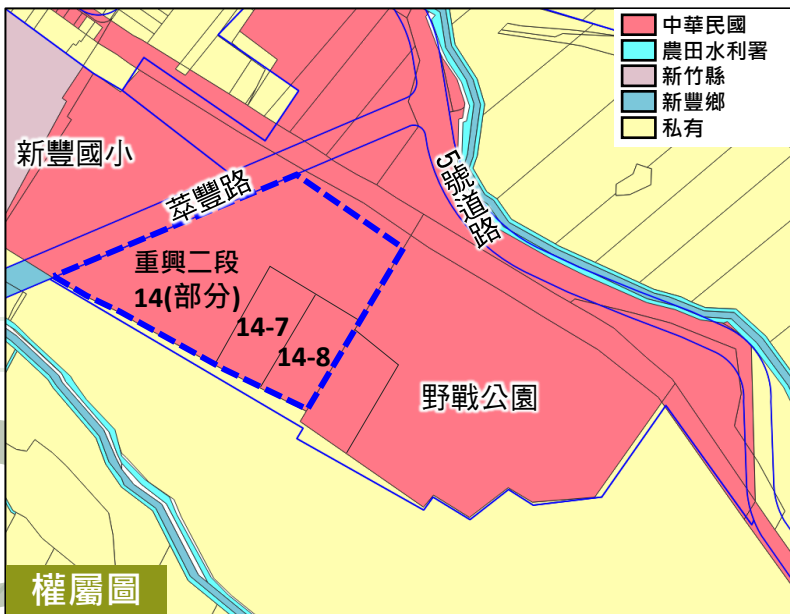 中華民國
農田水利署
新竹縣
新豐鄉
私有
新豐國小
萃豐路
5號道路
重興二段
14(部分)
14-7
14-8
野戰公園
權屬圖